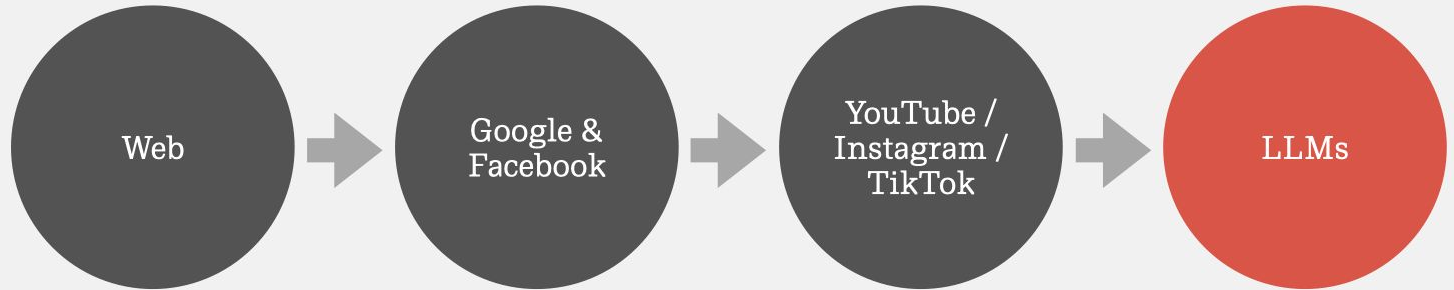 Web
Google &
Facebook
YouTube /
Instagram /
TikTok
LLMs